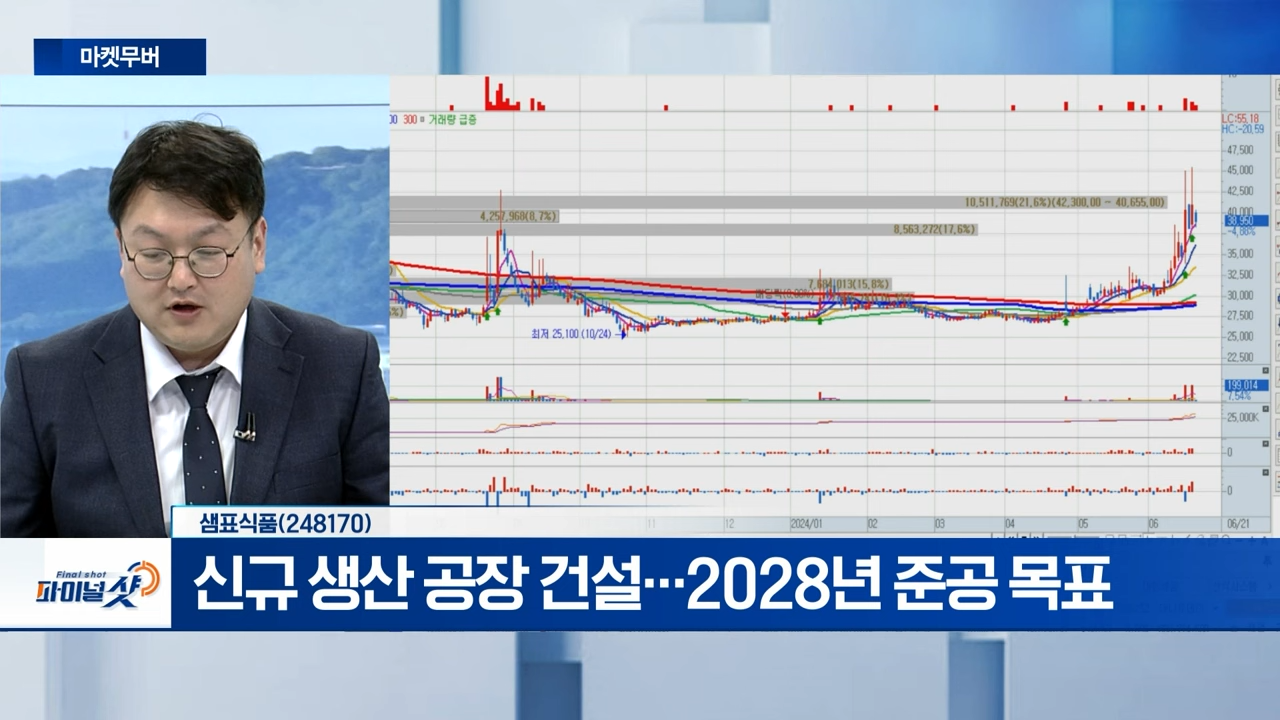 마켓무버
300 = 거래량 급증
LC:55.18
HC:-20.59
47,500
45,000
42,500
10,511,769(21.6%)(42,300.00 ~ 40,655.00)
4,257,968(8.7%)
40,000
38,950
-4.88%
8,563,272(17.6%)
35,000
32,500
7,684,013(15.8%)
30,000
27,500
최저 25,100 (10/24) →
25,000
22,500
199,014
7.54%
25,000K
0
0
11
12
2024/01
02
03
04
05
06
06/21
샘표식품(248170)
Final shot
파이널샷
신규 생산 공장 건설…2028년 준공 목표